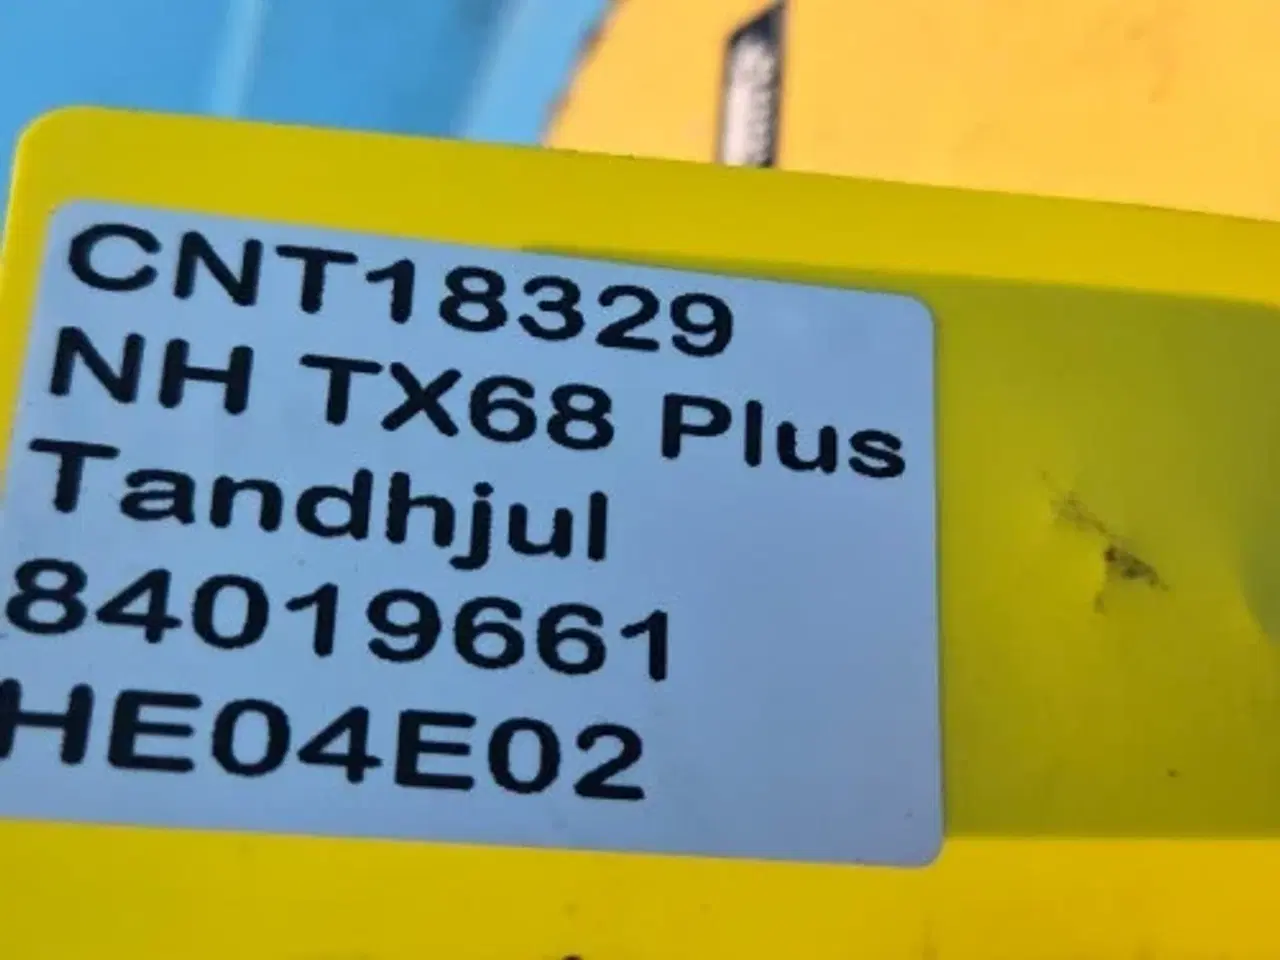 CNT18329
NH TX68 Plus
Tandhjul
84019661
HE04E02